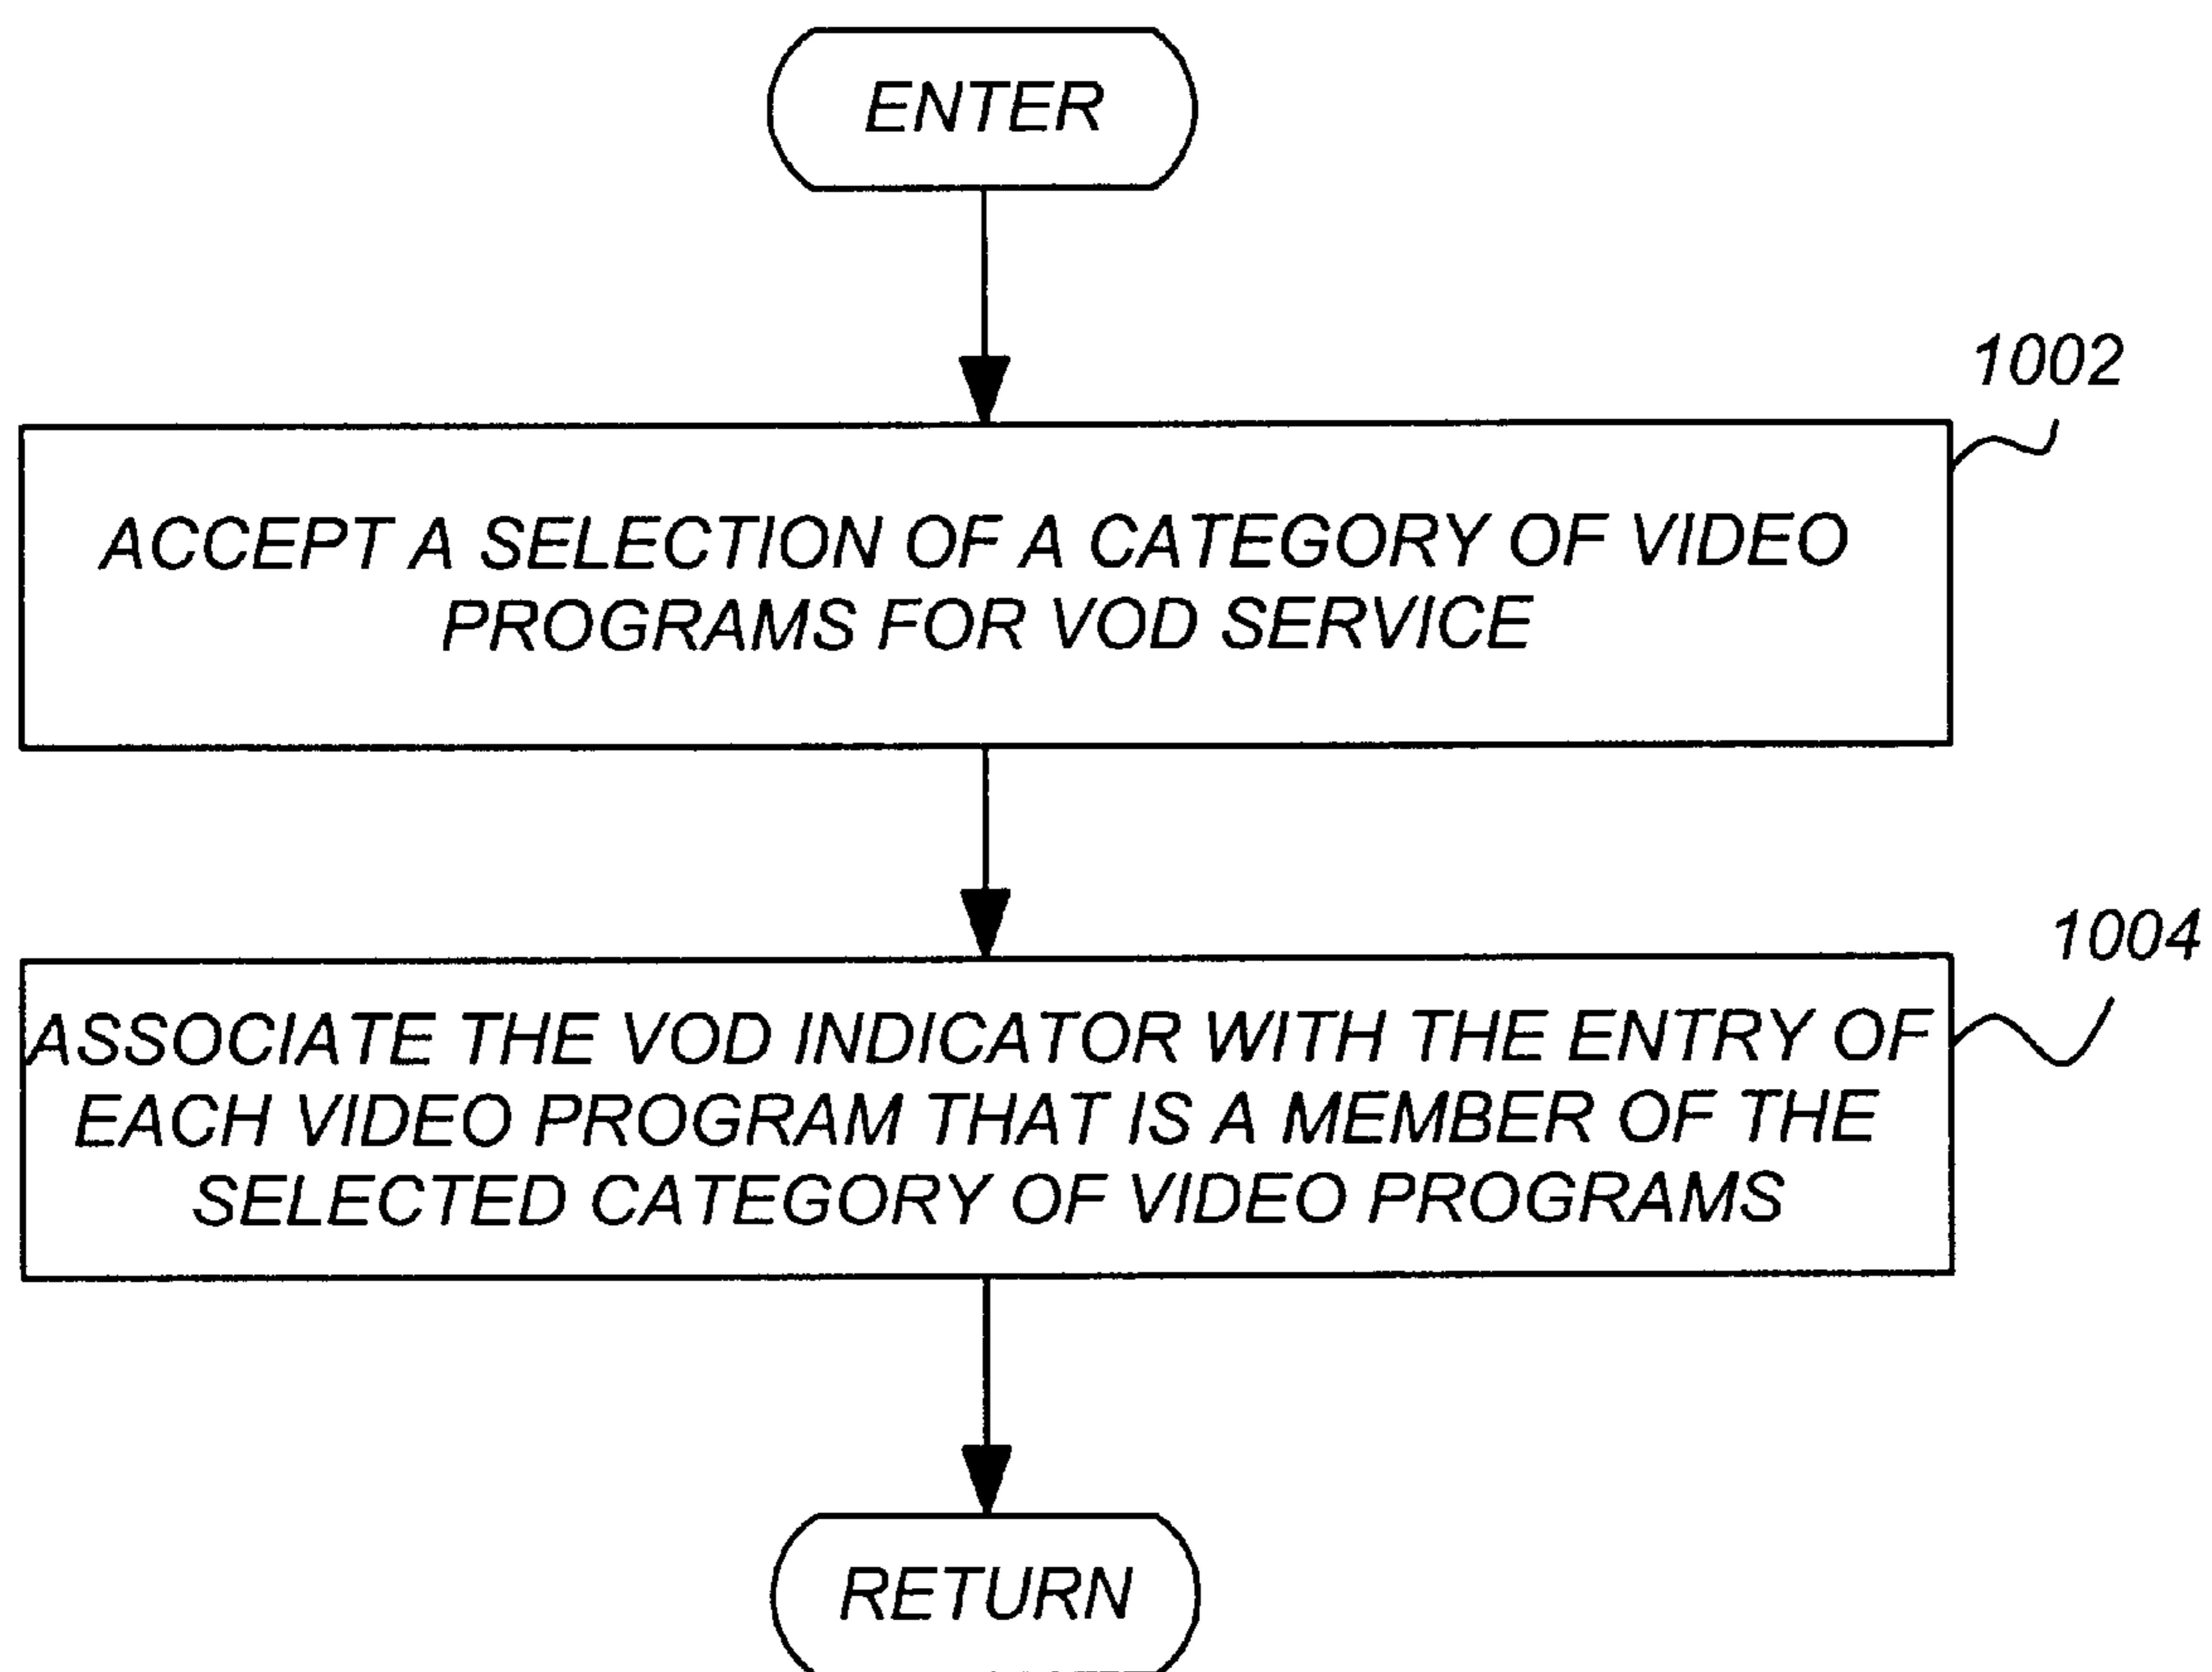 ENTER
1002
ACCEPT A SELECTION OF A CATEGORY OF VIDEO
PROGRAMS FOR VOD SERVICE
1004
ASSOCIATE THE VOD INDICATOR WITH THE ENTRY OF
EACH VIDEO PROGRAM THAT IS A MEMBER OF THE
SELECTED CATEGORY OF VIDEO PROGRAMS
RETURN